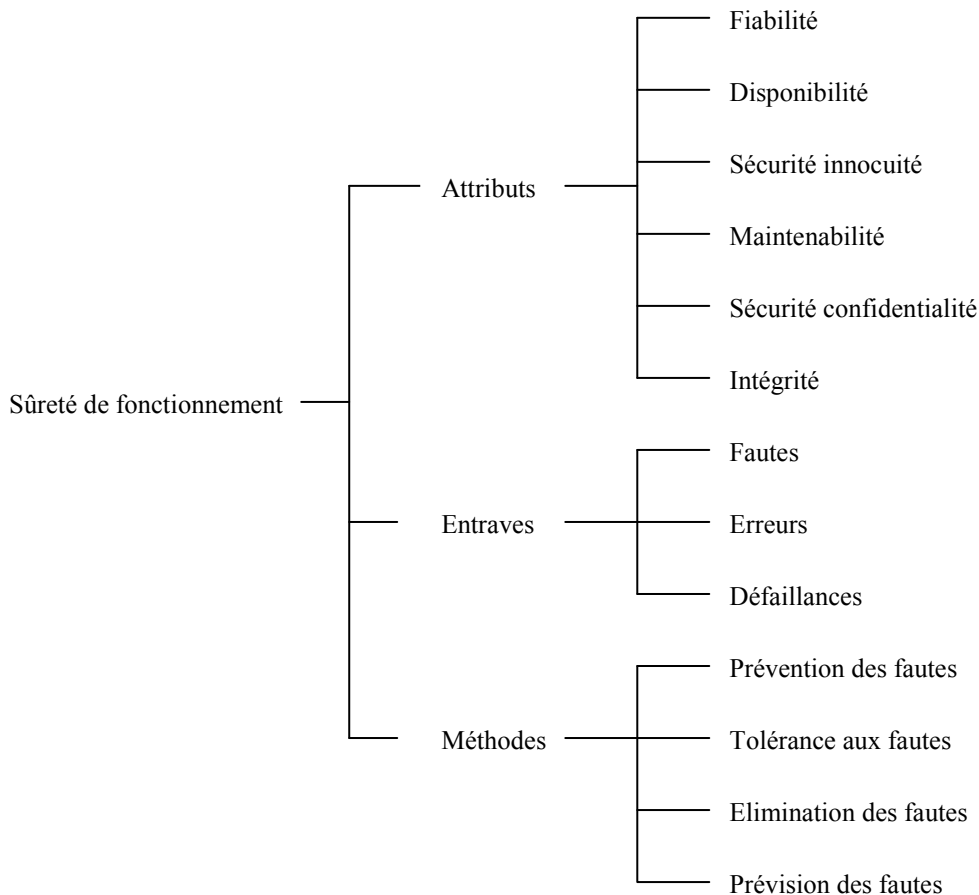 Sûreté de fonctionnement
Attributs
Fiabilité
Disponibilité
Sécurité innocuité
Maintenabilité
Sécurité confidentialité
Intégrité
Entraves
Fautes
Erreurs
Défaillances
Méthodes
Prévention des fautes
Tolérance aux fautes
Elimination des fautes
Prévision des fautes